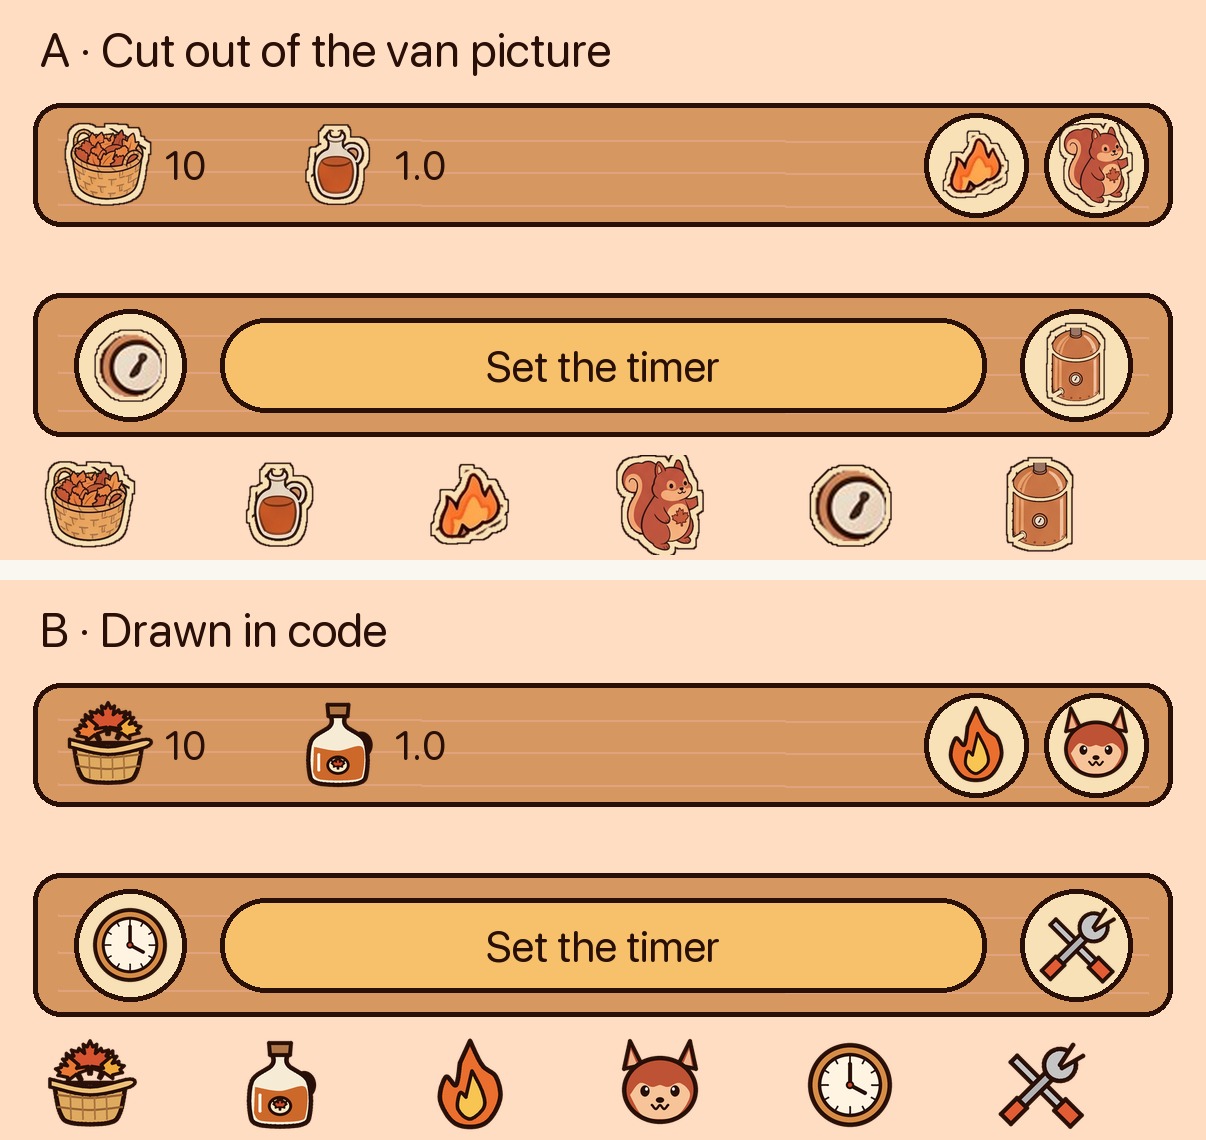 A · Cut out of the van picture
10
1.0
Set the timer
B · Drawn in code
10
1.0
Set the timer